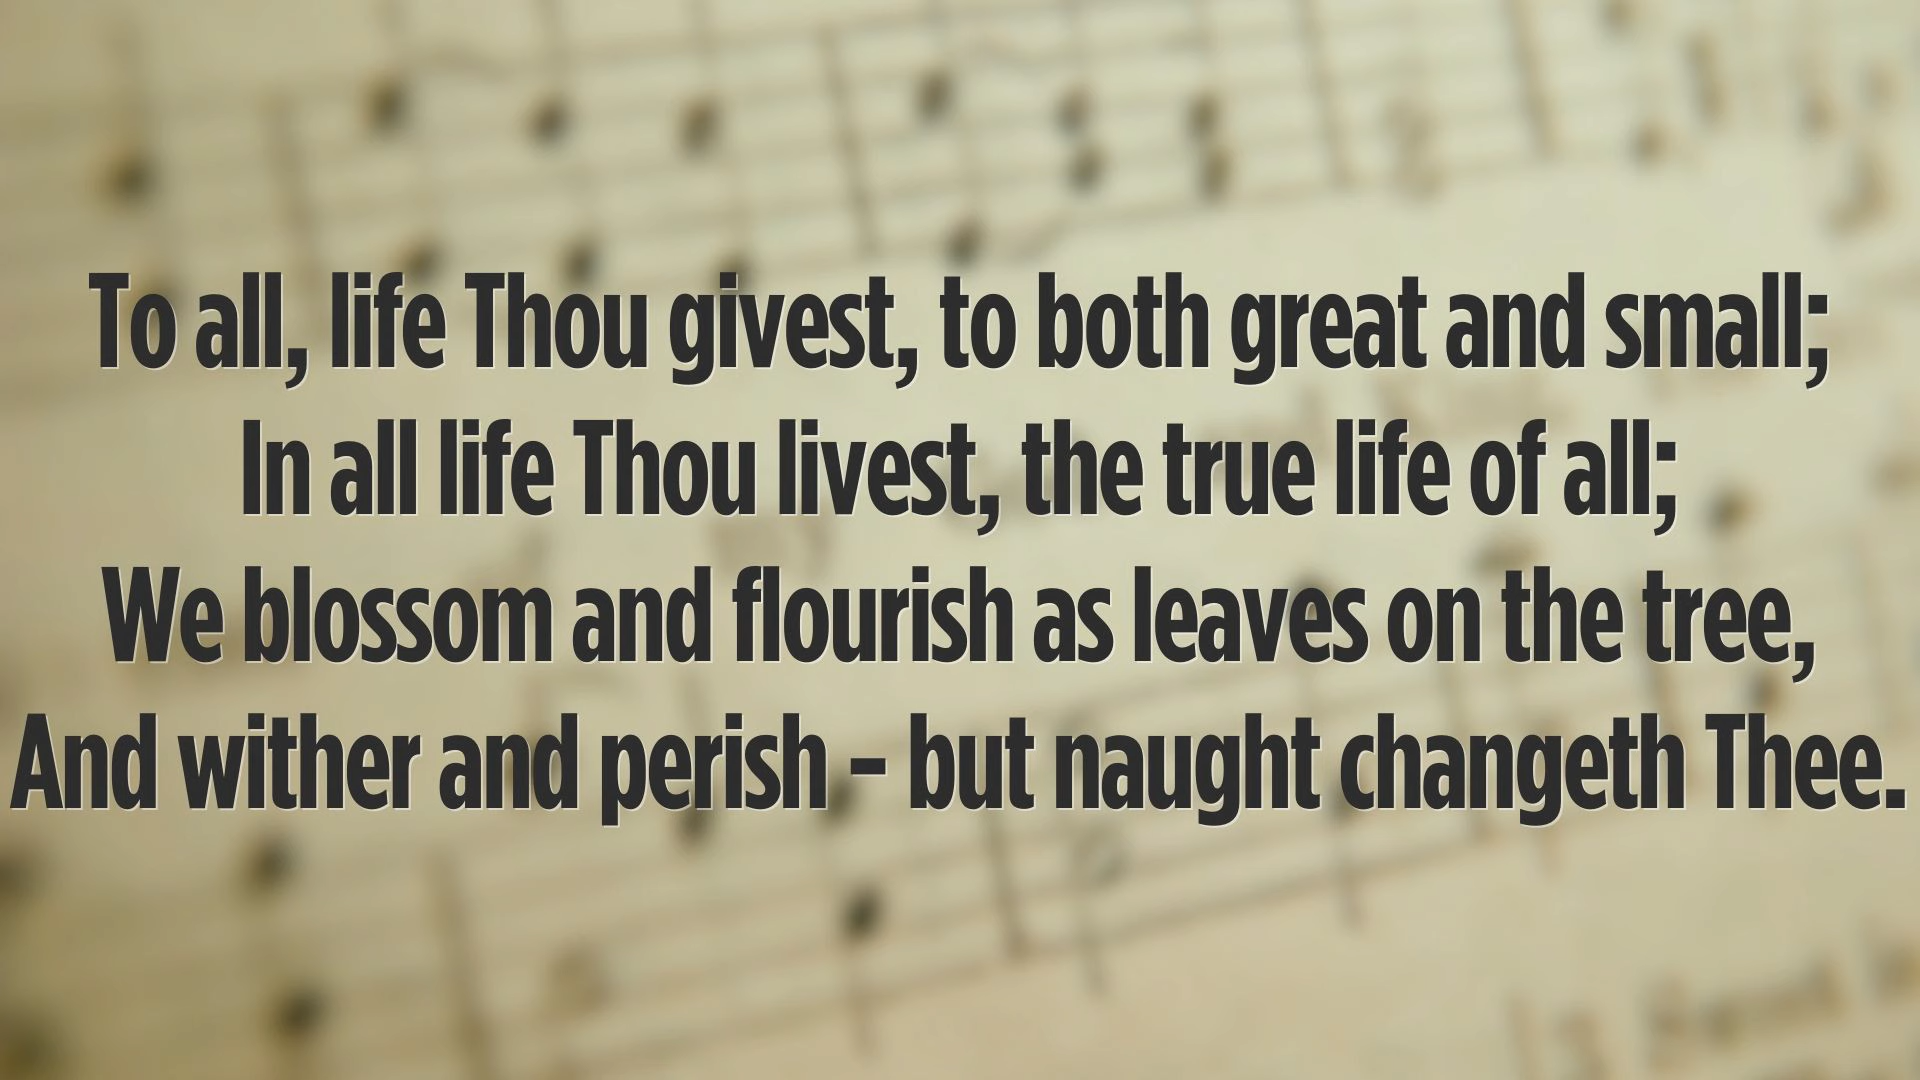 To all, life Thou givest, to both great and small;
In all life Thou livest, the true life of all;
We blossom and flourish as leaves on the tree,
And wither and perish – but naught changeth Thee.